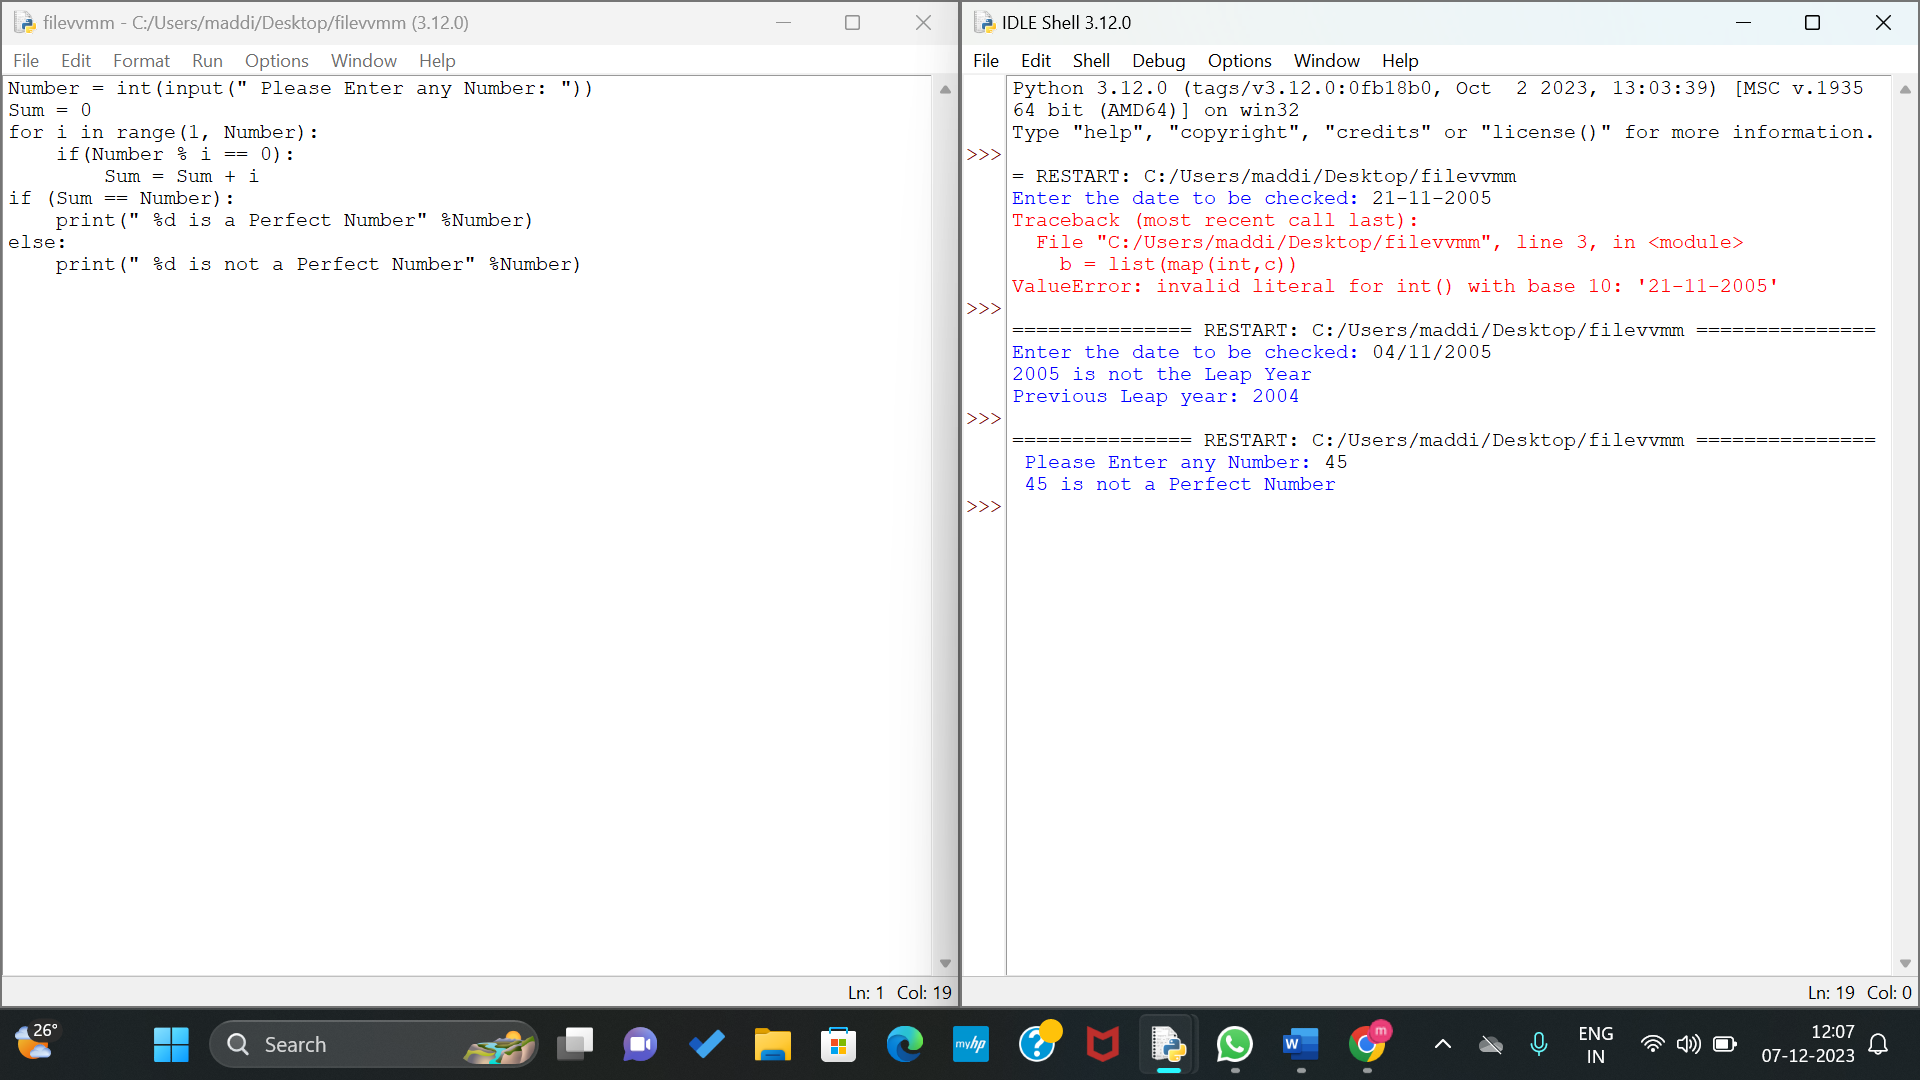 filevvmm - C:/Users/maddi/Desktop/filevvmm (3.12.0)
File Edit Format Run Options Window Help
Number = int(input(" Please Enter any Number: "))
Sum = 0
for i in range(1, Number):
    if(Number % i == 0):
        Sum = Sum + i
if (Sum == Number):
    print(" %d is a Perfect Number" %Number)
else:
    print(" %d is not a Perfect Number" %Number)
Ln: 1 Col: 19
IDLE Shell 3.12.0
File Edit Shell Debug Options Window Help
Python 3.12.0 (tags/v3.12.0:0fb18b0, Oct  2 2023, 13:03:39) [MSC v.1935
64 bit (AMD64)] on win32
Type "help", "copyright", "credits" or "license()" for more information.
>>>
= RESTART: C:/Users/maddi/Desktop/filevvmm
Enter the date to be checked: 21-11-2005
Traceback (most recent call last):
  File "C:/Users/maddi/Desktop/filevvmm", line 3, in <module>
    b = list(map(int,c))
ValueError: invalid literal for int() with base 10: '21-11-2005'
>>>
=============== RESTART: C:/Users/maddi/Desktop/filevvmm ===============
Enter the date to be checked: 04/11/2005
2005 is not the Leap Year
Previous Leap year: 2004
>>>
=============== RESTART: C:/Users/maddi/Desktop/filevvmm ===============
 Please Enter any Number: 45
 45 is not a Perfect Number
>>>
Ln: 19 Col: 0
26°
Search
myhp
?
W
m
ENG
IN
12:07
07-12-2023